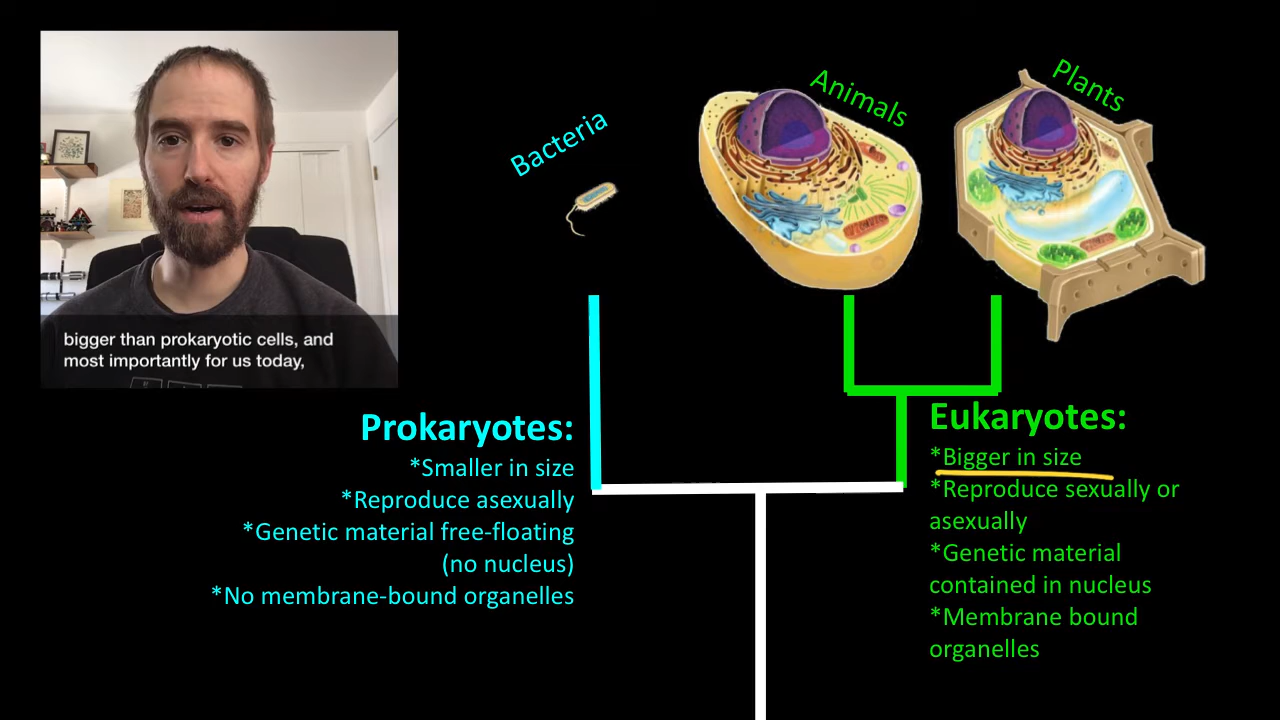 Bacteria
Animals
Plants
bigger than prokaryotic cells, and
most importantly for us today,
Prokaryotes:
*Smaller in size
*Reproduce asexually
*Genetic material free-floating
(no nucleus)
*No membrane-bound organelles
Eukaryotes:
*Bigger in size
*Reproduce sexually or
asexually
*Genetic material
contained in nucleus
*Membrane bound
organelles